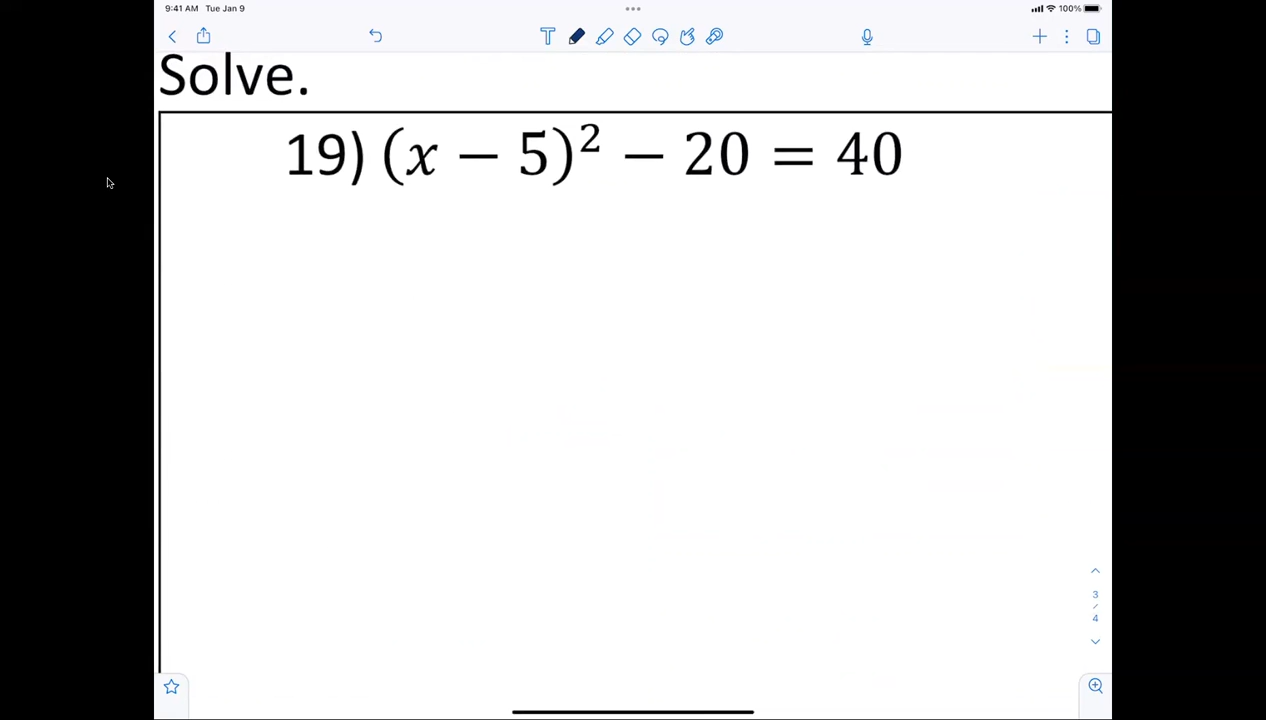 9:41 AM Tue Jan 9
100%
Solve.
19) (x − 5)² − 20 = 40
3
/
4